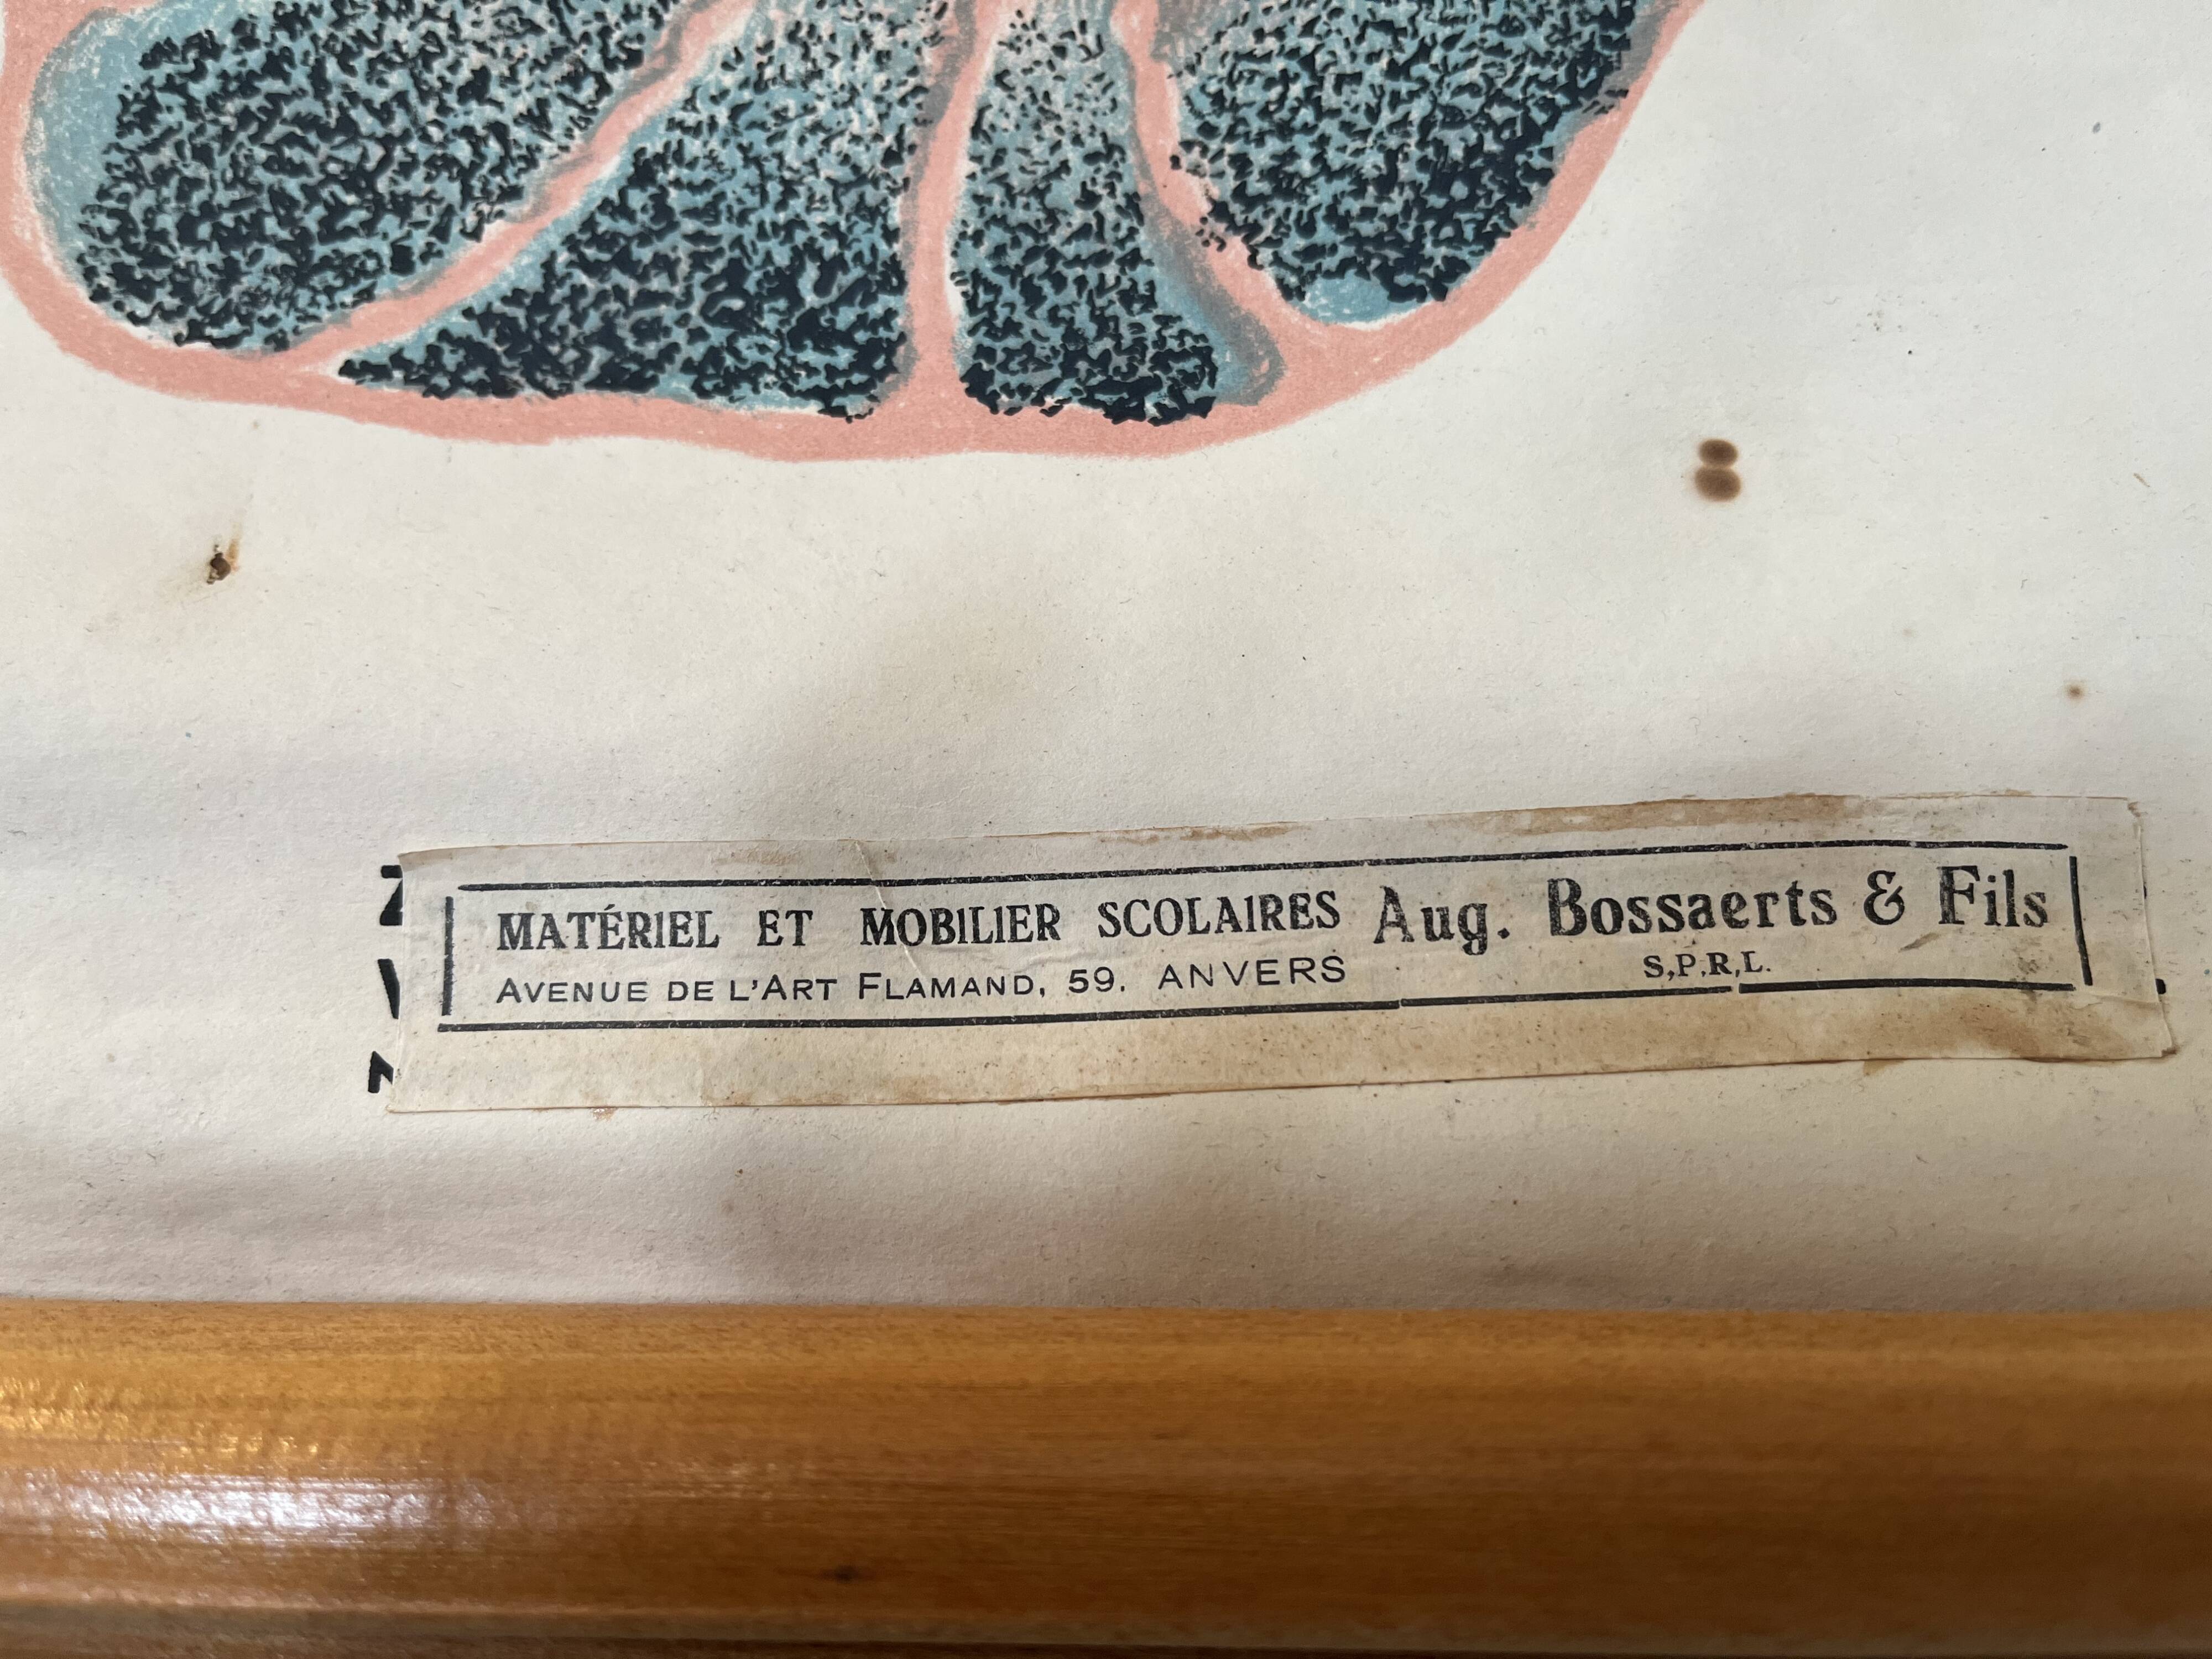 MATÉRIEL ET MOBILIER SCOLAIRES Aug. Bossaerts & Fils
AVENUE DE L'ART FLAMAND, 59. ANVERS S,P,R,L.